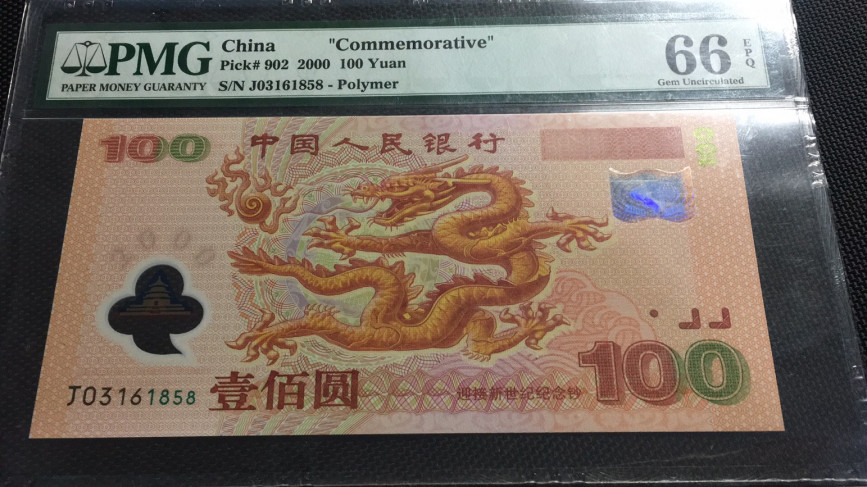 PMG
PAPER MONEY GUARANTY
China "Commemorative"
Pick# 902 2000 100 Yuan
S/N J03161858 - Polymer
66 EPQ
Gem Uncirculated
100 中国人民银行
2000
J03161858 壹佰圆
迎接新世纪纪念钞
100